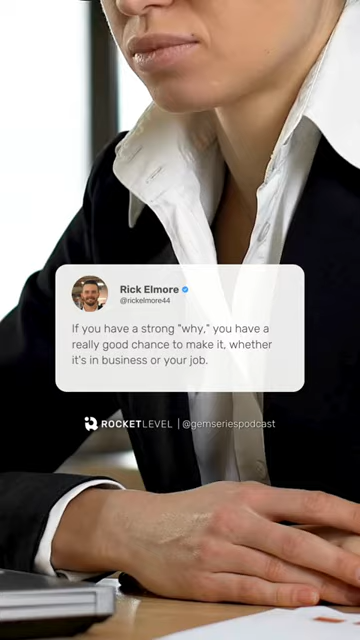 Rick Elmore
@rickelmore44
If you have a strong "why," you have a
really good chance to make it, whether
it's in business or your job.
ROCKETLEVEL | @gemseriespodcast